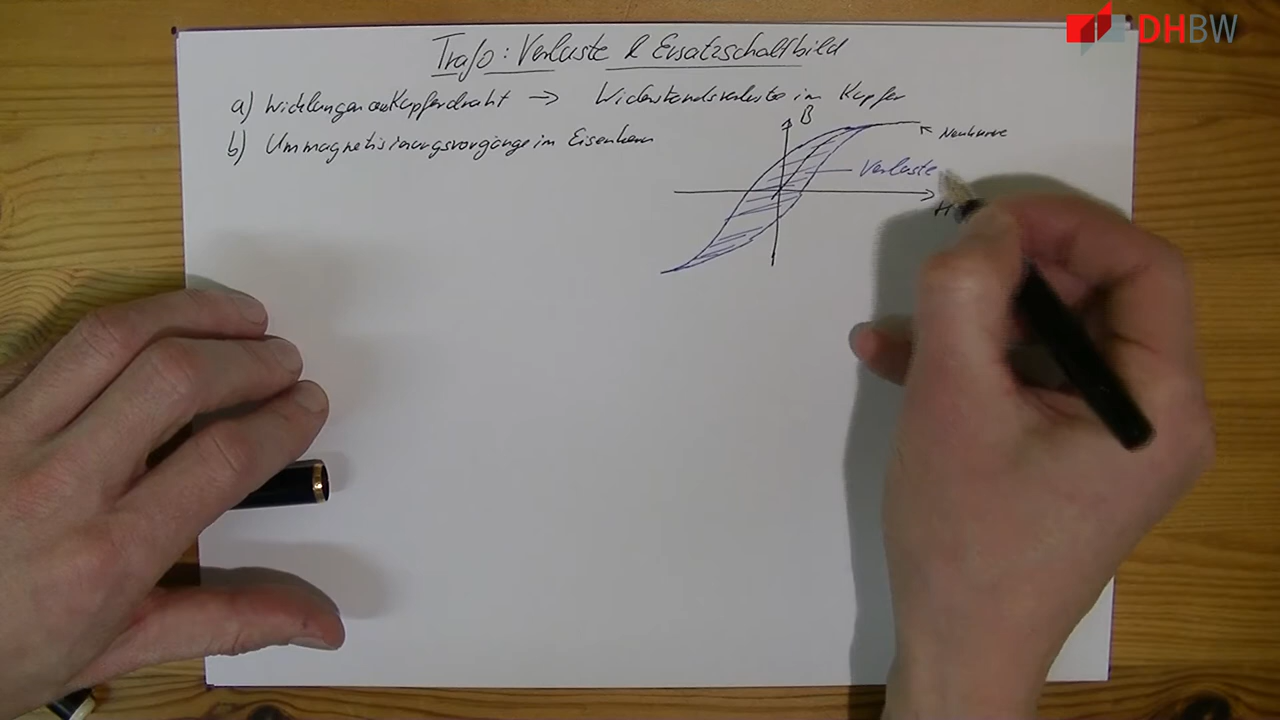 DHBW
Trafo: Verluste & Ersatzschaltbild
a) Wicklungen aus Kupferdraht → Widerstandsverluste im Kupfer
b) Ummagnetisierungsvorgänge im Eisenkern
B
Neukurve
Verluste
H